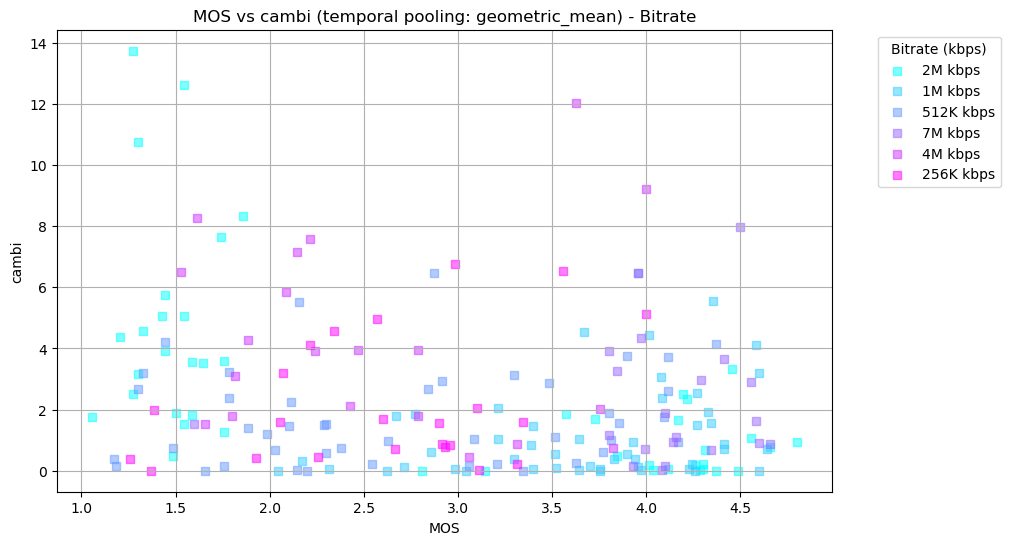 MOS vs cambi (temporal pooling: geometric_mean) - Bitrate
14
12
10
8
6
4
2
0
cambi
1.0 1.5 2.0 2.5 3.0 3.5 4.0 4.5
MOS
Bitrate (kbps)
2M kbps
1M kbps
512K kbps
7M kbps
4M kbps
256K kbps